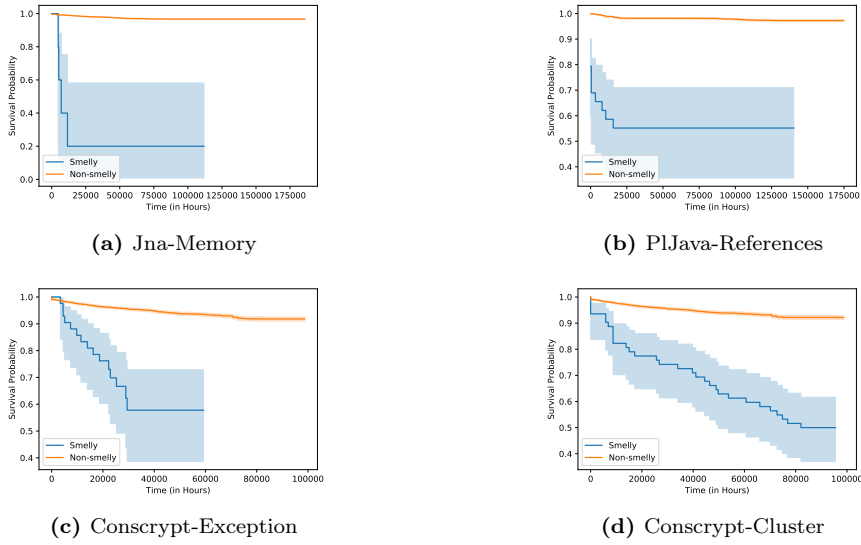 1.0
0.8
0.6
0.4
0.2
0.0
Survival Probability
Smelly
Non-smelly
0 25000 50000 75000 100000 125000 150000 175000
Time (in Hours)
(a) Jna-Memory
1.0
0.9
0.8
0.7
0.6
0.5
0.4
Survival Probability
Smelly
Non-smelly
0 25000 50000 75000 100000 125000 150000 175000
Time (in Hours)
(b) PlJava-References
1.0
0.9
0.8
0.7
0.6
0.5
0.4
Survival Probability
Smelly
Non-smelly
0 20000 40000 60000 80000 100000
Time (in Hours)
(c) Conscrypt-Exception
1.0
0.9
0.8
0.7
0.6
0.5
0.4
Survival Probability
Smelly
Non-smelly
0 20000 40000 60000 80000 100000
Time (in Hours)
(d) Conscrypt-Cluster